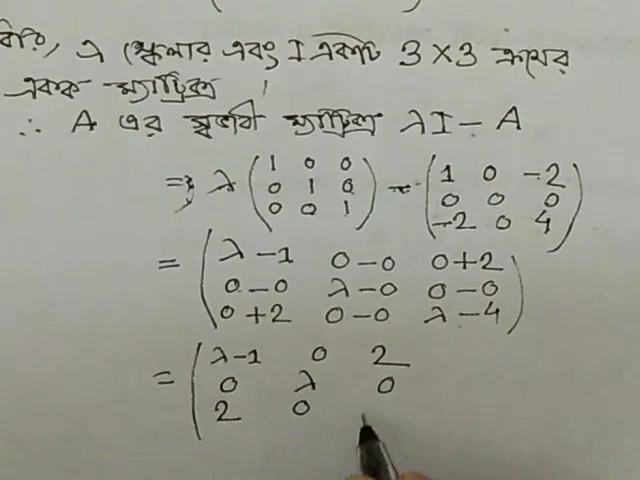 ধরি, λ স্কেলার এবং I একটি 3 × 3 ক্রমের
একক ম্যাট্রিক্স।
∴ A এর স্বভাবী ম্যাট্রিক্স λI – A
⇒ λ (1 0 0
0 1 0
0 0 1) – (1 0 -2
0 0 0
-2 0 4)
= (λ-1 0-0 0+2
0-0 λ-0 0-0
0+2 0-0 λ-4)
= (λ-1 0 2
0 λ 0
2 0